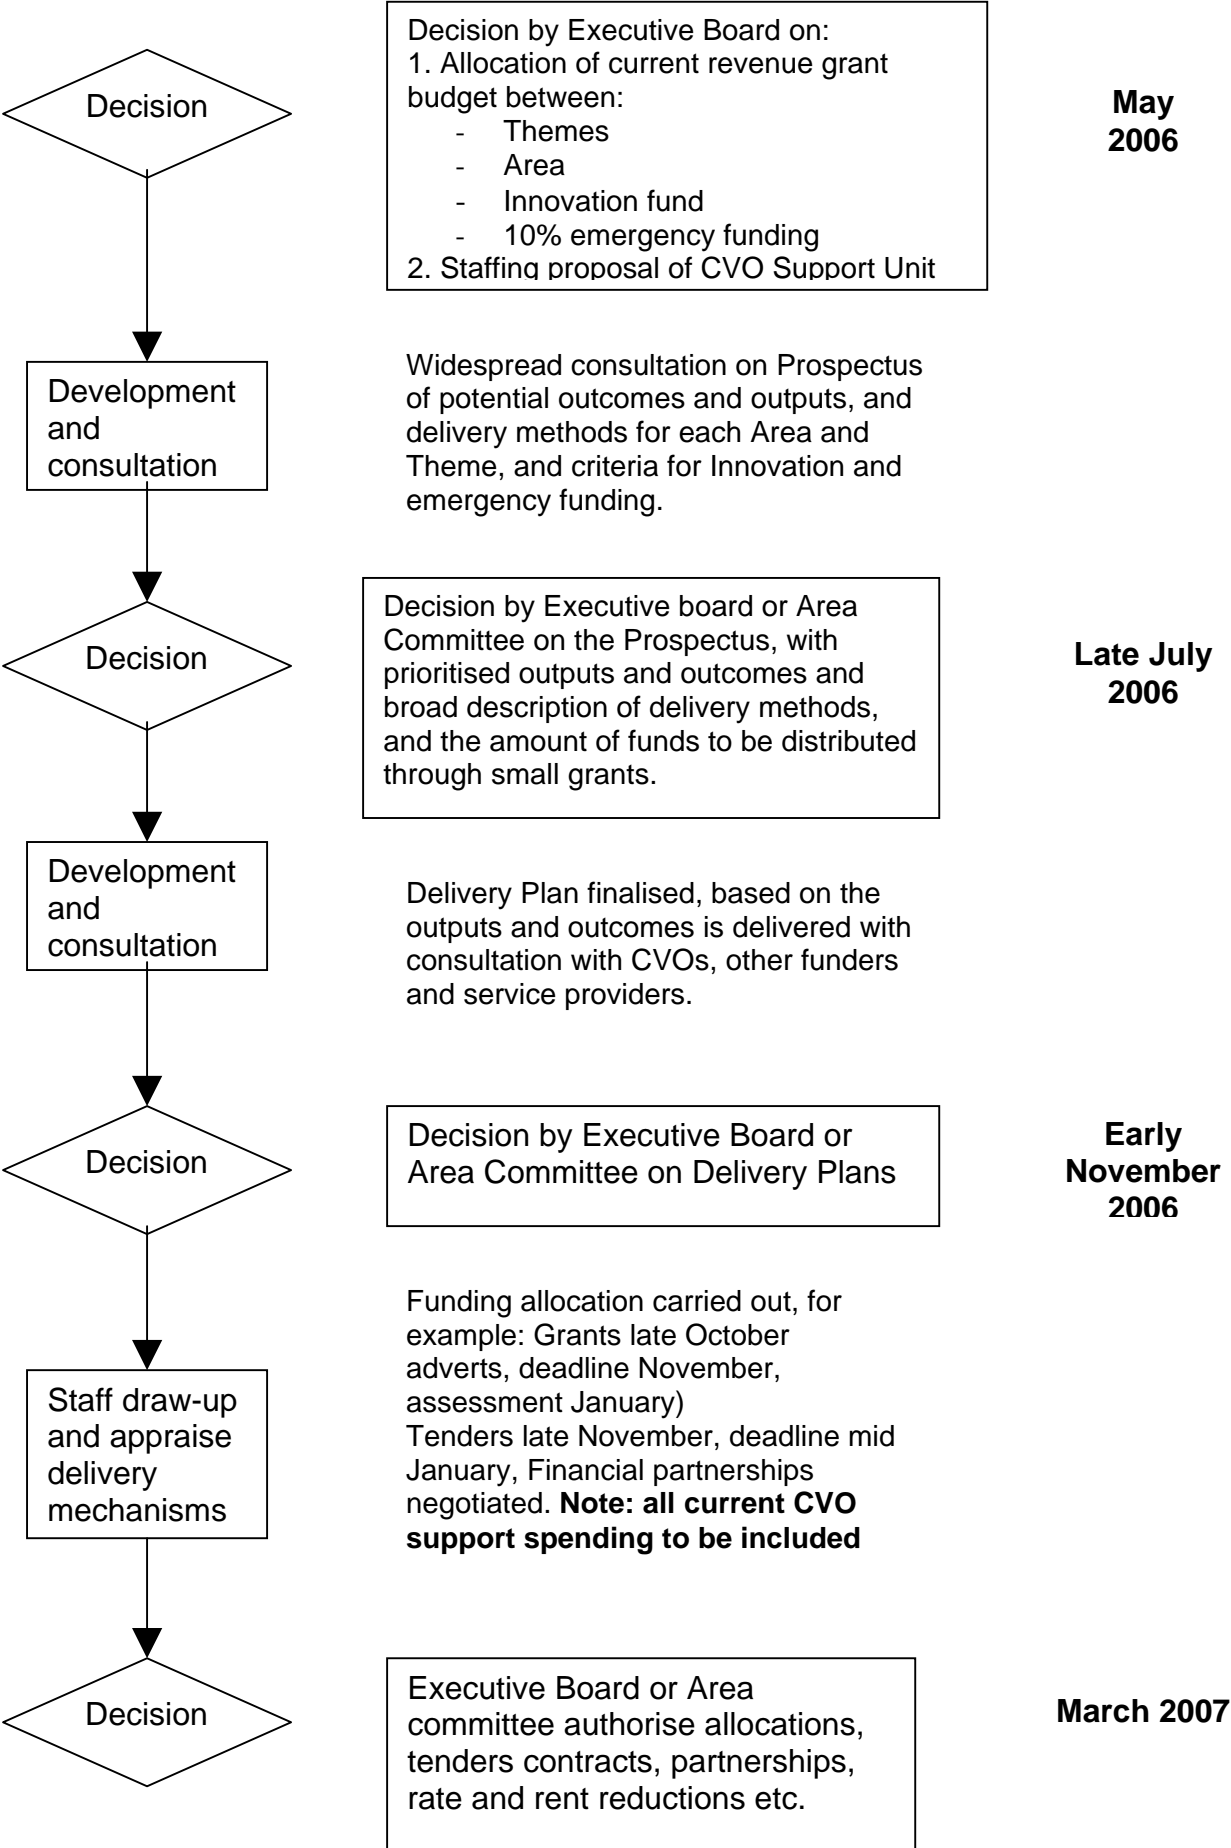 Decision
Decision by Executive Board on:
1. Allocation of current revenue grant
budget between:
- Themes
- Area
- Innovation fund
- 10% emergency funding
2. Staffing proposal of CVO Support Unit
May
2006
Development
and
consultation
Widespread consultation on Prospectus
of potential outcomes and outputs, and
delivery methods for each Area and
Theme, and criteria for Innovation and
emergency funding.
Decision
Decision by Executive board or Area
Committee on the Prospectus, with
prioritised outputs and outcomes and
broad description of delivery methods,
and the amount of funds to be distributed
through small grants.
Late July
2006
Development
and
consultation
Delivery Plan finalised, based on the
outputs and outcomes is delivered with
consultation with CVOs, other funders
and service providers.
Decision
Decision by Executive Board or
Area Committee on Delivery Plans
Early
November
2006
Staff draw-up
and appraise
delivery
mechanisms
Funding allocation carried out, for
example: Grants late October
adverts, deadline November,
assessment January)
Tenders late November, deadline mid
January, Financial partnerships
negotiated. Note: all current CVO
support spending to be included
Decision
Executive Board or Area
committee authorise allocations,
tenders contracts, partnerships,
rate and rent reductions etc.
March 2007